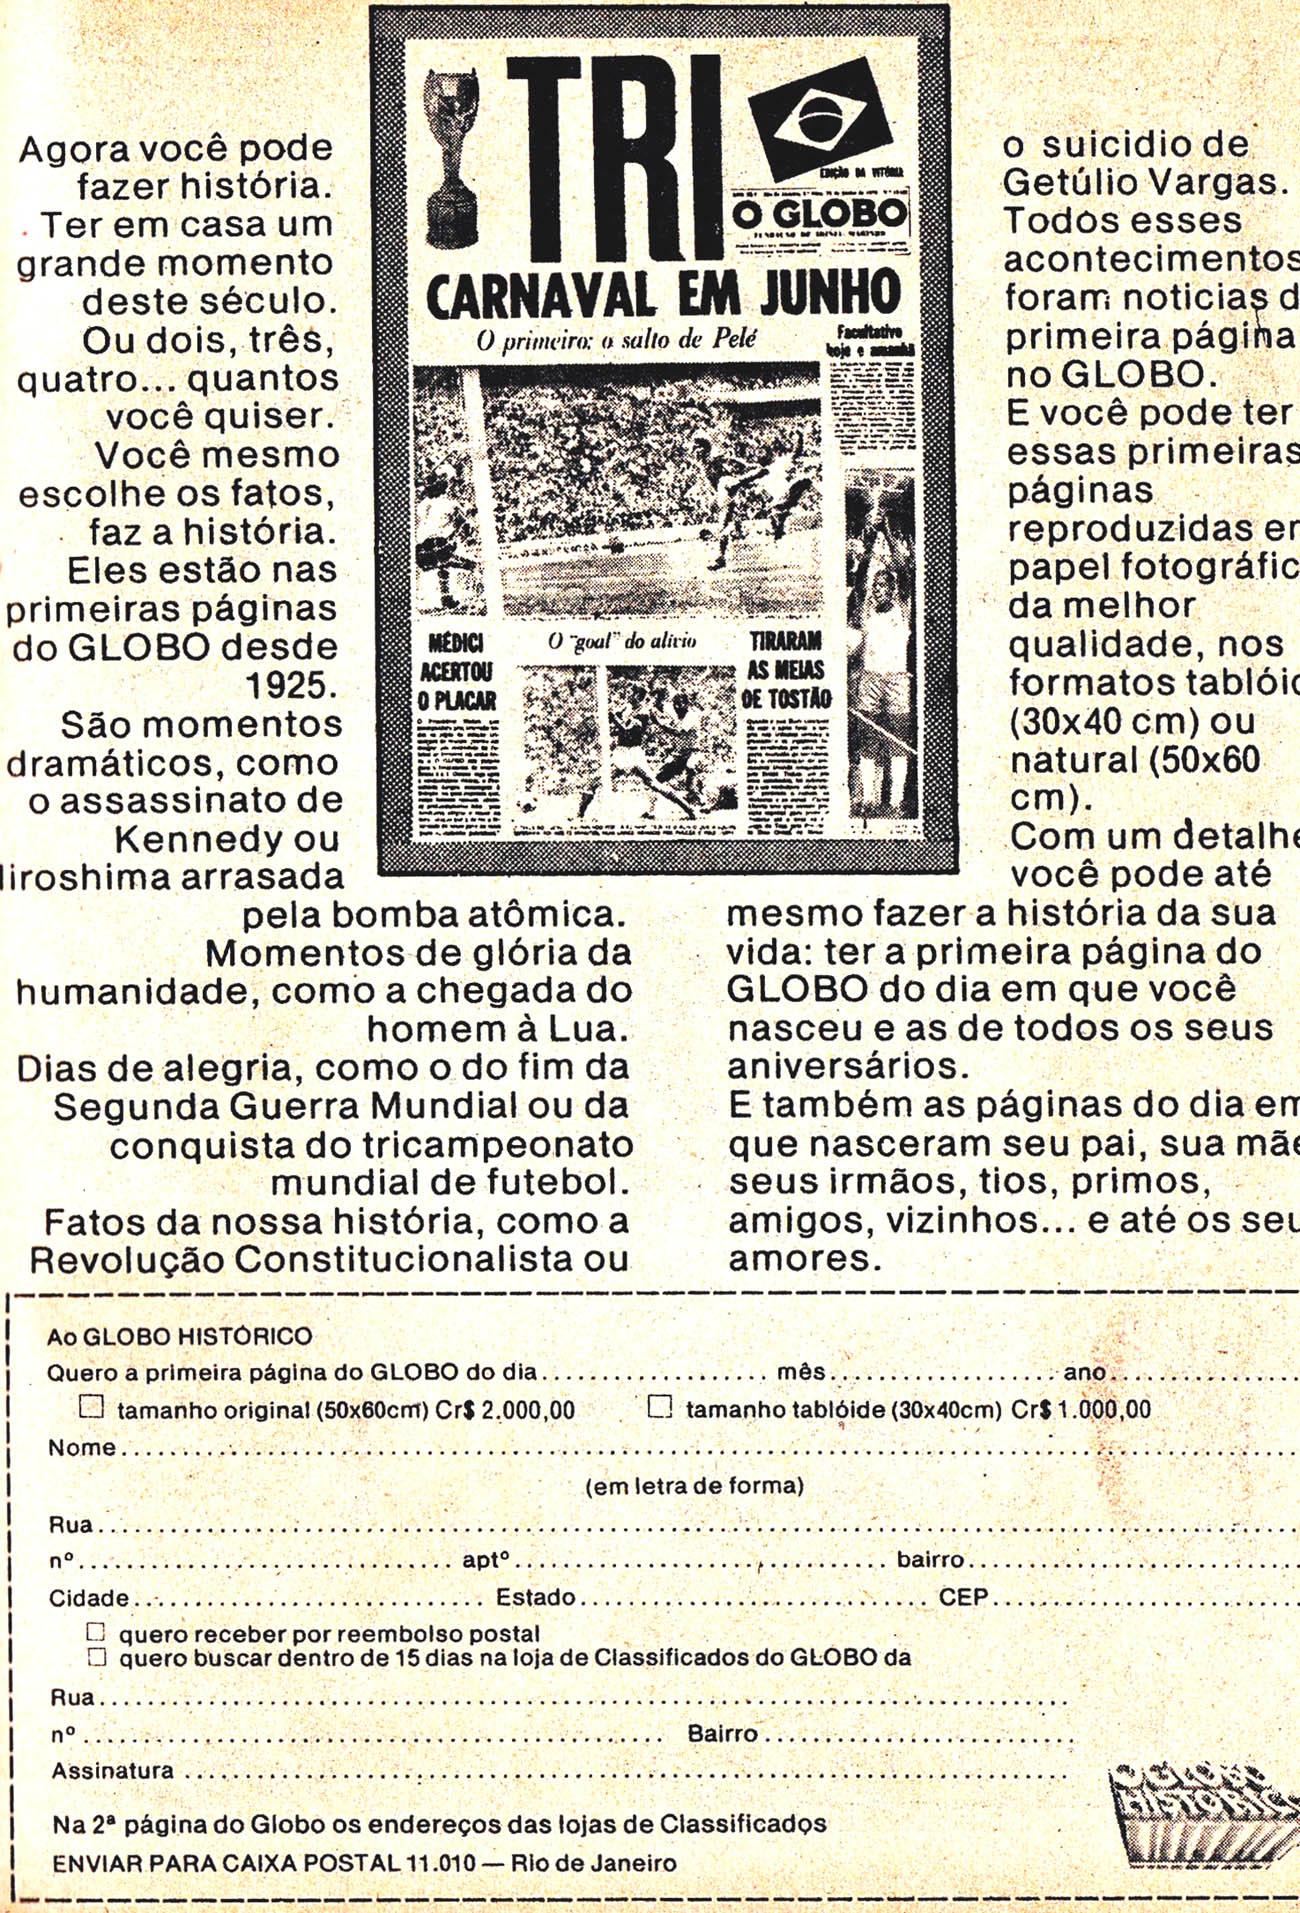 TRI
EDIÇÃO DA VITÓRIA
O GLOBO
CARNAVAL EM JUNHO
O primeiro: o salto de Pelé
Facultativo
hoje e amanhã
MÉDICI
ACERTOU
O PLACAR
O "goal" do alívio
TIRARAM
AS MEIAS
DE TOSTÃO
Agora você pode
fazer história.
Ter em casa um
grande momento
deste século.
Ou dois, três,
quatro... quantos
você quiser.
Você mesmo
escolhe os fatos,
faz a história.
Eles estão nas
primeiras páginas
do GLOBO desde
1925.
São momentos
dramáticos, como
o assassinato de
Kennedy ou
iroshima arrasada
pela bomba atômica.
Momentos de glória da
humanidade, como a chegada do
homem à Lua.
Dias de alegria, como o do fim da
Segunda Guerra Mundial ou da
conquista do tricampeonato
mundial de futebol.
Fatos da nossa história, como a
Revolução Constitucionalista ou
o suicidio de
Getúlio Vargas.
Todos esses
acontecimentos
foram noticias d
primeira página
no GLOBO.
E você pode ter
essas primeiras
páginas
reproduzidas em
papel fotográfic
da melhor
qualidade, nos
formatos tablóid
(30x40 cm) ou
natural (50x60
cm).
Com um detalhe
você pode até
mesmo fazer a história da sua
vida: ter a primeira página do
GLOBO do dia em que você
nasceu e as de todos os seus
aniversários.
E também as páginas do dia em
que nasceram seu pai, sua mãe
seus irmãos, tios, primos,
amigos, vizinhos... e até os seu
amores.
Ao GLOBO HISTÓRICO
Quero a primeira página do GLOBO do dia.................... mês.................... ano................
☐ tamanho original (50x60cm) Cr$ 2.000,00 ☐ tamanho tablóide (30x40cm) Cr$ 1.000,00
Nome....................
(em letra de forma)
Rua....................
nº.................... aptº.................... bairro....................
Cidade.................... Estado.................... CEP....................
☐ quero receber por reembolso postal
☐ quero buscar dentro de 15 dias na loja de Classificados do GLOBO da
Rua....................
nº .................... Bairro....................
Assinatura ....................
Na 2ª página do Globo os endereços das lojas de Classificados
ENVIAR PARA CAIXA POSTAL 11.010 — Rio de Janeiro
O GLOBO
HISTÓRICO